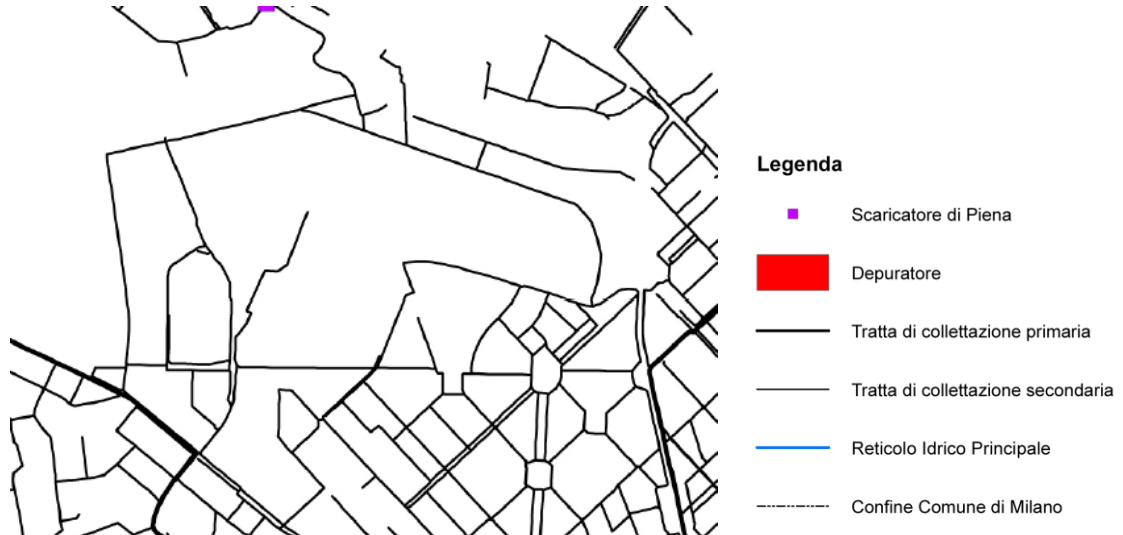 Legenda
Scaricatore di Piena
Depuratore
Tratta di collettazione primaria
Tratta di collettazione secondaria
Reticolo Idrico Principale
Confine Comune di Milano